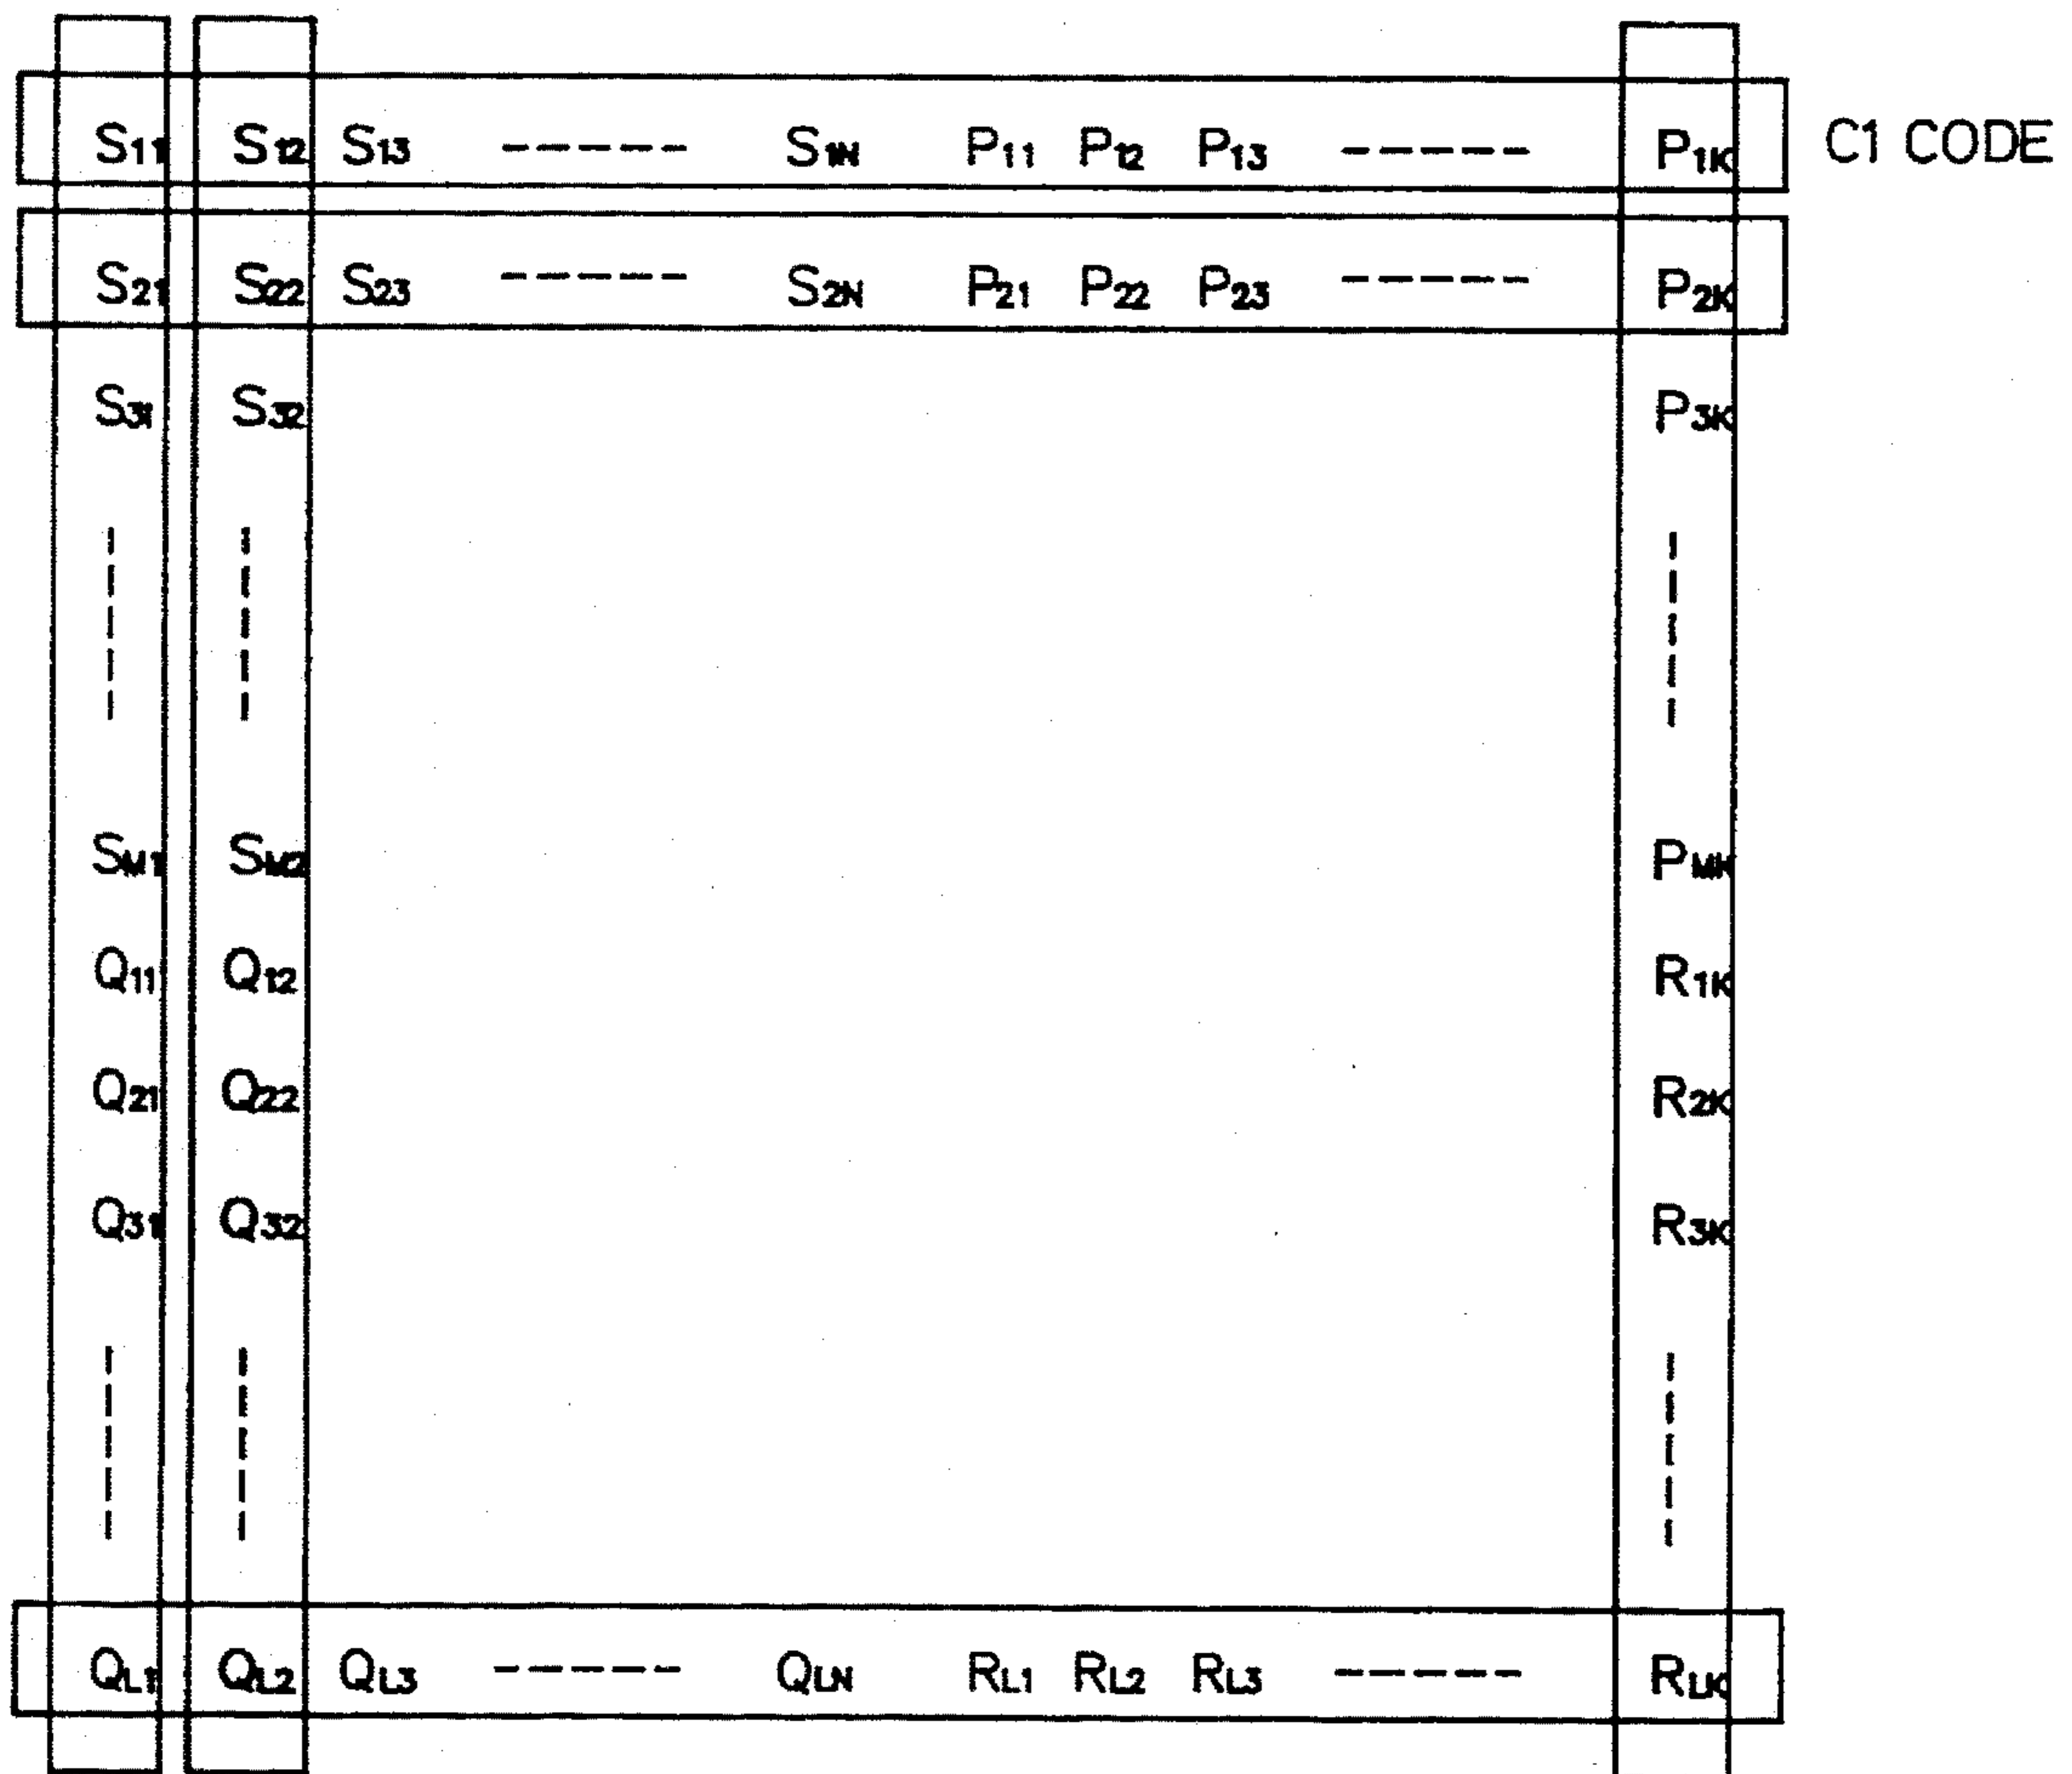 S11 S12 S13 ------ S1N P11 P12 P13 ------ P1K C1 CODE
S21 S22 S23 ------ S2N P21 P22 P23 ------ P2K
S31 S32 P3K
SM1 SM2 PMK
Q11 Q12 R1K
Q21 Q22 R2K
Q31 Q32 R3K
QL1 QL2 QL3 ------ QLN RL1 RL2 RL3 ------ RLK